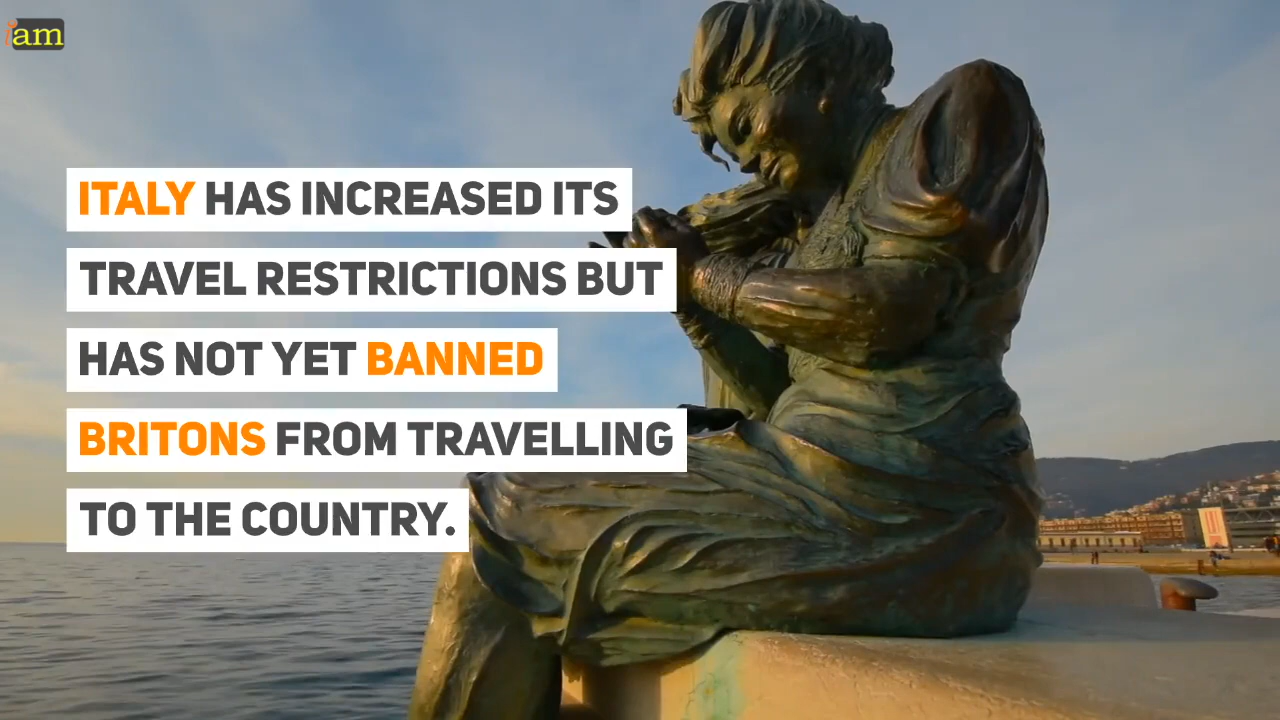 iam
ITALY HAS INCREASED ITS
TRAVEL RESTRICTIONS BUT
HAS NOT YET BANNED
BRITONS FROM TRAVELLING
TO THE COUNTRY.